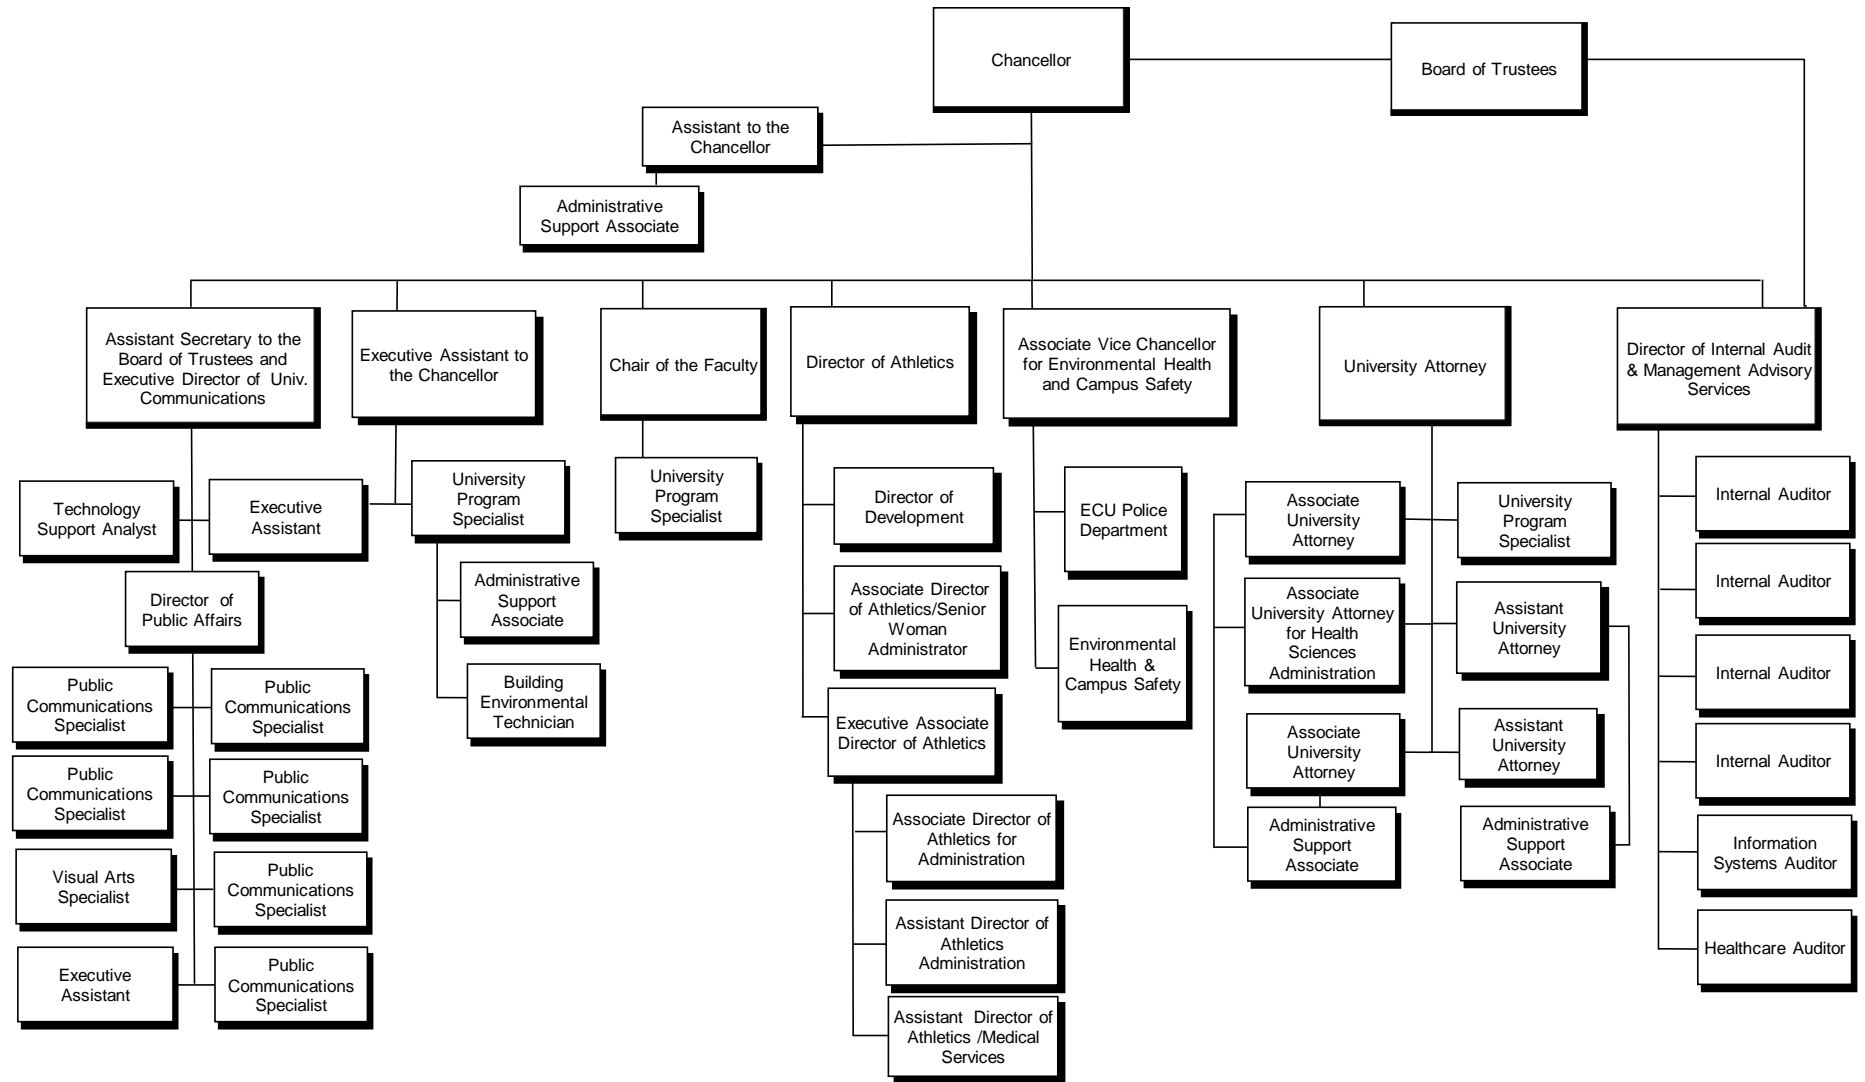 Chancellor
Board of Trustees
Assistant to the
Chancellor
Administrative
Support Associate
Assistant Secretary to the
Board of Trustees and
Executive Director of Univ.
Communications
Executive Assistant to
the Chancellor
Chair of the Faculty
Director of Athletics
Associate Vice Chancellor
for Environmental Health
and Campus Safety
University Attorney
Director of Internal Audit
& Management Advisory
Services
Technology
Support Analyst
Executive
Assistant
Director of
Public Affairs
Public
Communications
Specialist
Public
Communications
Specialist
Public
Communications
Specialist
Public
Communications
Specialist
Visual Arts
Specialist
Public
Communications
Specialist
Executive
Assistant
Public
Communications
Specialist
University
Program
Specialist
Administrative
Support
Associate
Building
Environmental
Technician
University
Program
Specialist
Director of
Development
Associate Director
of Athletics/Senior
Woman
Administrator
Executive Associate
Director of Athletics
Associate Director of
Athletics for
Administration
Assistant Director of
Athletics
Administration
Assistant Director of
Athletics /Medical
Services
ECU Police
Department
Environmental
Health &
Campus Safety
Associate
University
Attorney
University
Program
Specialist
Associate
University Attorney
for Health
Sciences
Administration
Assistant
University
Attorney
Associate
University
Attorney
Assistant
University
Attorney
Administrative
Support
Associate
Administrative
Support
Associate
Internal Auditor
Internal Auditor
Internal Auditor
Internal Auditor
Information
Systems Auditor
Healthcare Auditor